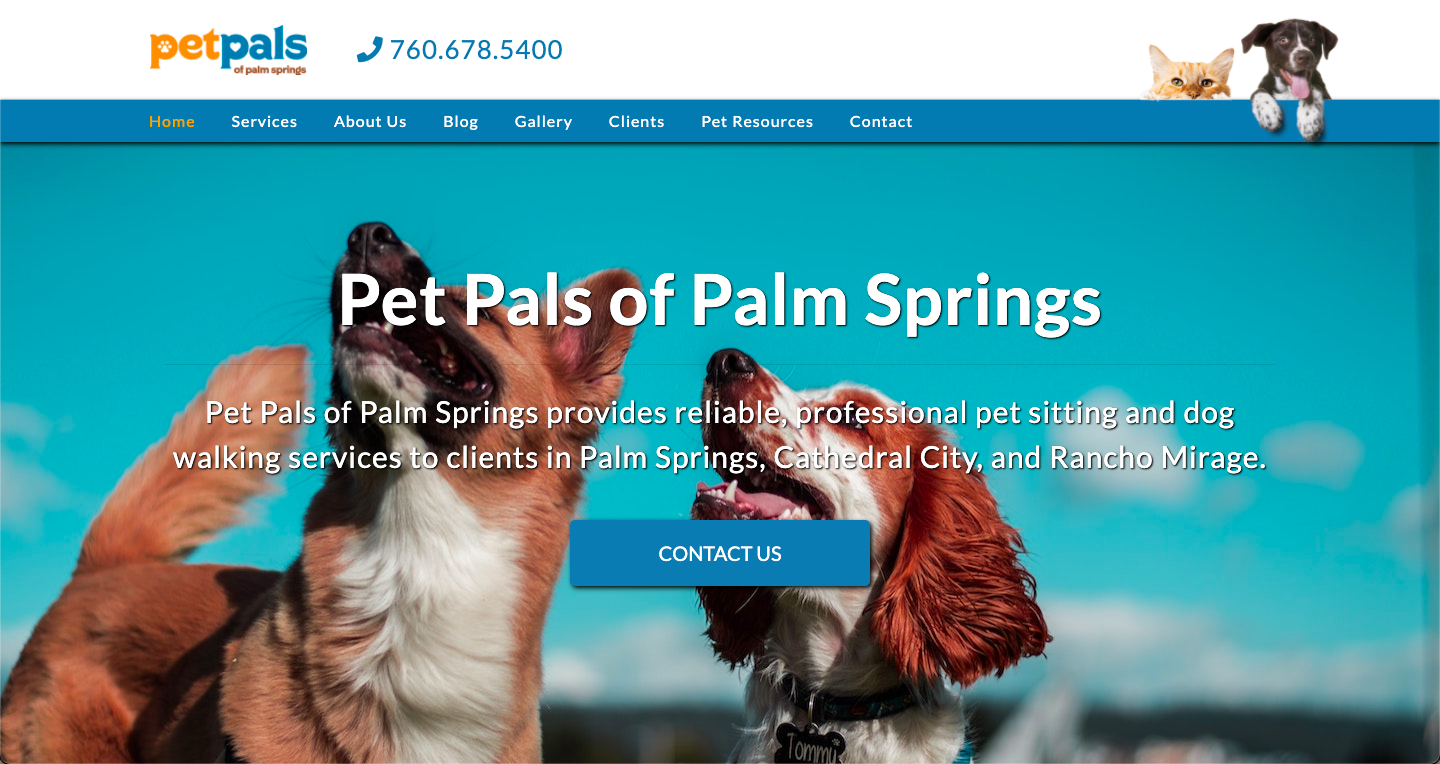 petpals
of palm springs
760.678.5400
Home Services About Us Blog Gallery Clients Pet Resources Contact
Pet Pals of Palm Springs
Pet Pals of Palm Springs provides reliable, professional pet sitting and dog
walking services to clients in Palm Springs, Cathedral City, and Rancho Mirage.
CONTACT US
Tommy